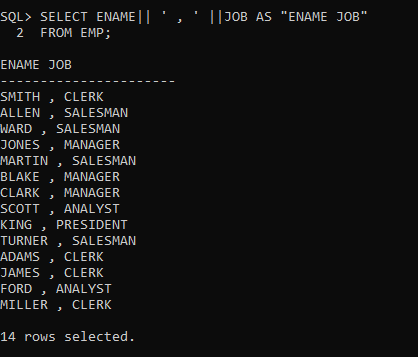 SQL> SELECT ENAME|| ' , ' ||JOB AS "ENAME JOB"
  2  FROM EMP;
ENAME JOB
----------------------
SMITH , CLERK
ALLEN , SALESMAN
WARD , SALESMAN
JONES , MANAGER
MARTIN , SALESMAN
BLAKE , MANAGER
CLARK , MANAGER
SCOTT , ANALYST
KING , PRESIDENT
TURNER , SALESMAN
ADAMS , CLERK
JAMES , CLERK
FORD , ANALYST
MILLER , CLERK
14 rows selected.